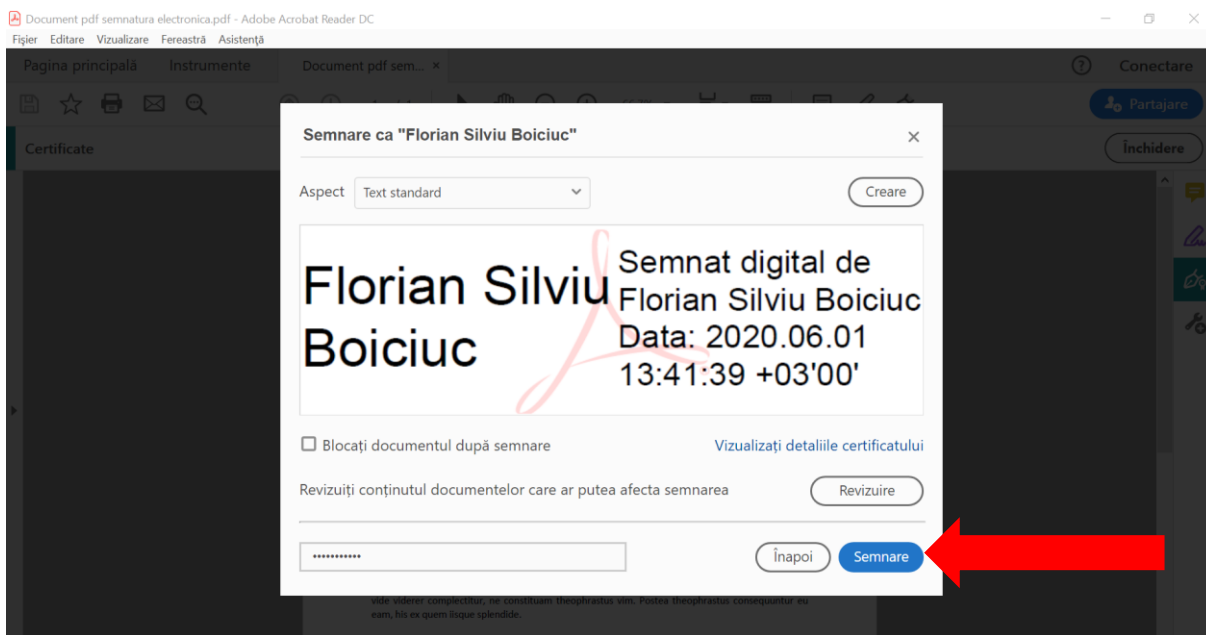 Document pdf semnatura electronica.pdf - Adobe Acrobat Reader DC
Fișier Editare Vizualizare Fereastră Asistență
Pagina principală Instrumente Document pdf sem... × ? Conectare
Partajare
Certificate Închidere
Semnare ca "Florian Silviu Boiciuc"
Aspect Text standard Creare
Florian Silviu
Boiciuc
Semnat digital de
Florian Silviu Boiciuc
Data: 2020.06.01
13:41:39 +03'00'
Blocați documentul după semnare Vizualizați detaliile certificatului
Revizuiți conținutul documentelor care ar putea afecta semnarea Revizuire
•••••••••••
Înapoi Semnare
vide viderer complectitur, ne constituam theophrastus vim. Postea theophrastus consequuntur eu
eam, his ex quem iisque splendide.